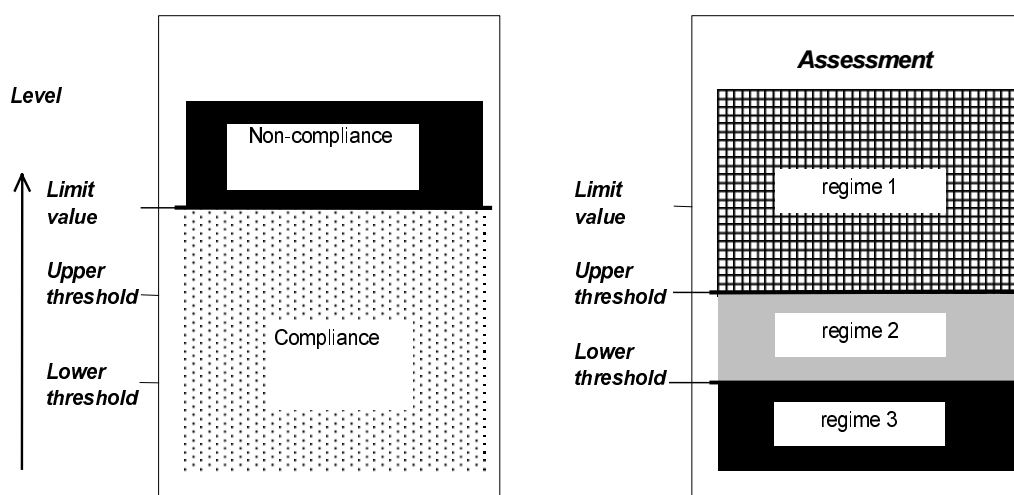 Level
Non-compliance
Limit
value
Upper
threshold
Compliance
Lower
threshold
Assessment
regime 1
Limit
value
Upper
threshold
regime 2
Lower
threshold
regime 3